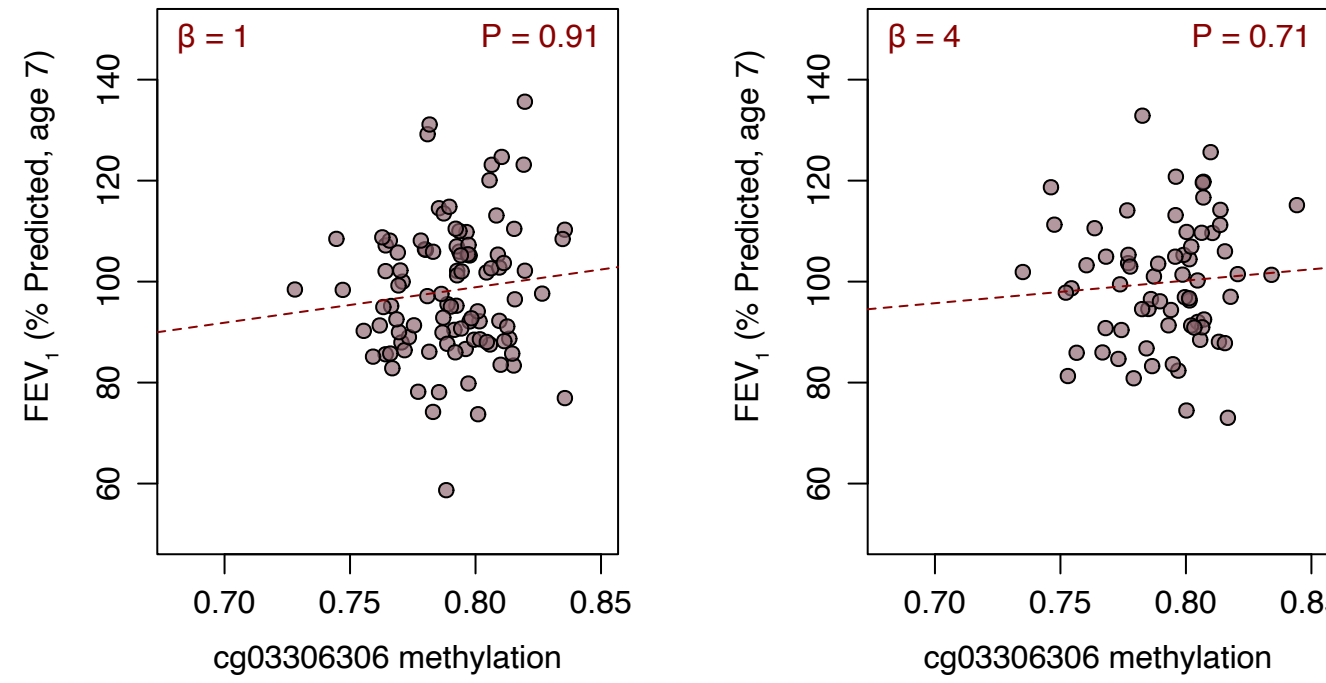 β = 1 P = 0.91
FEV₁ (% Predicted, age 7)
140
120
100
80
60
0.70 0.75 0.80 0.85
cg03306306 methylation
β = 4 P = 0.71
FEV₁ (% Predicted, age 7)
140
120
100
80
60
0.70 0.75 0.80 0.8
cg03306306 methylation